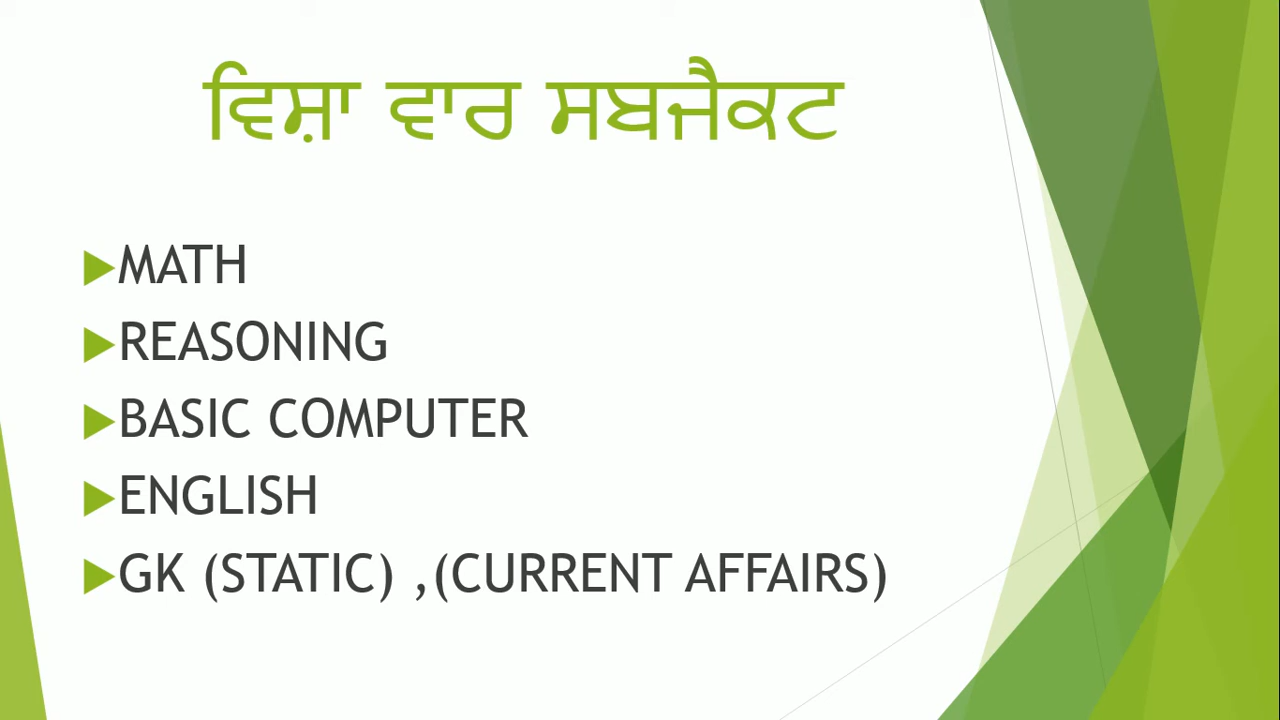 ਵਿਸ਼ਾ ਵਾਰ ਸਬਜੈਕਟ
MATH
REASONING
BASIC COMPUTER
ENGLISH
GK (STATIC) ,(CURRENT AFFAIRS)